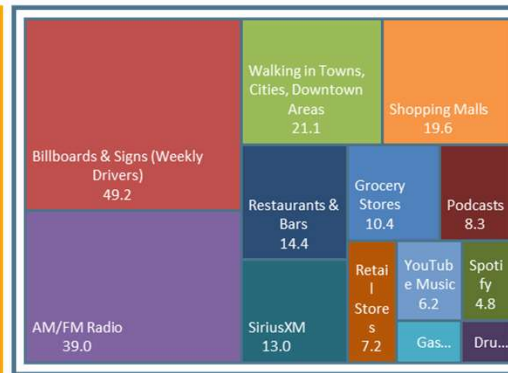 Billboards & Signs (Weekly
Drivers)
49.2
AM/FM Radio
39.0
Walking in Towns,
Cities, Downtown
Areas
21.1
Shopping Malls
19.6
Restaurants &
Bars
14.4
SiriusXM
13.0
Grocery
Stores
10.4
Podcasts
8.3
Retai
l
Store
s
7.2
YouTub
e Music
6.2
Spoti
fy
4.8
Gas...
Dru...